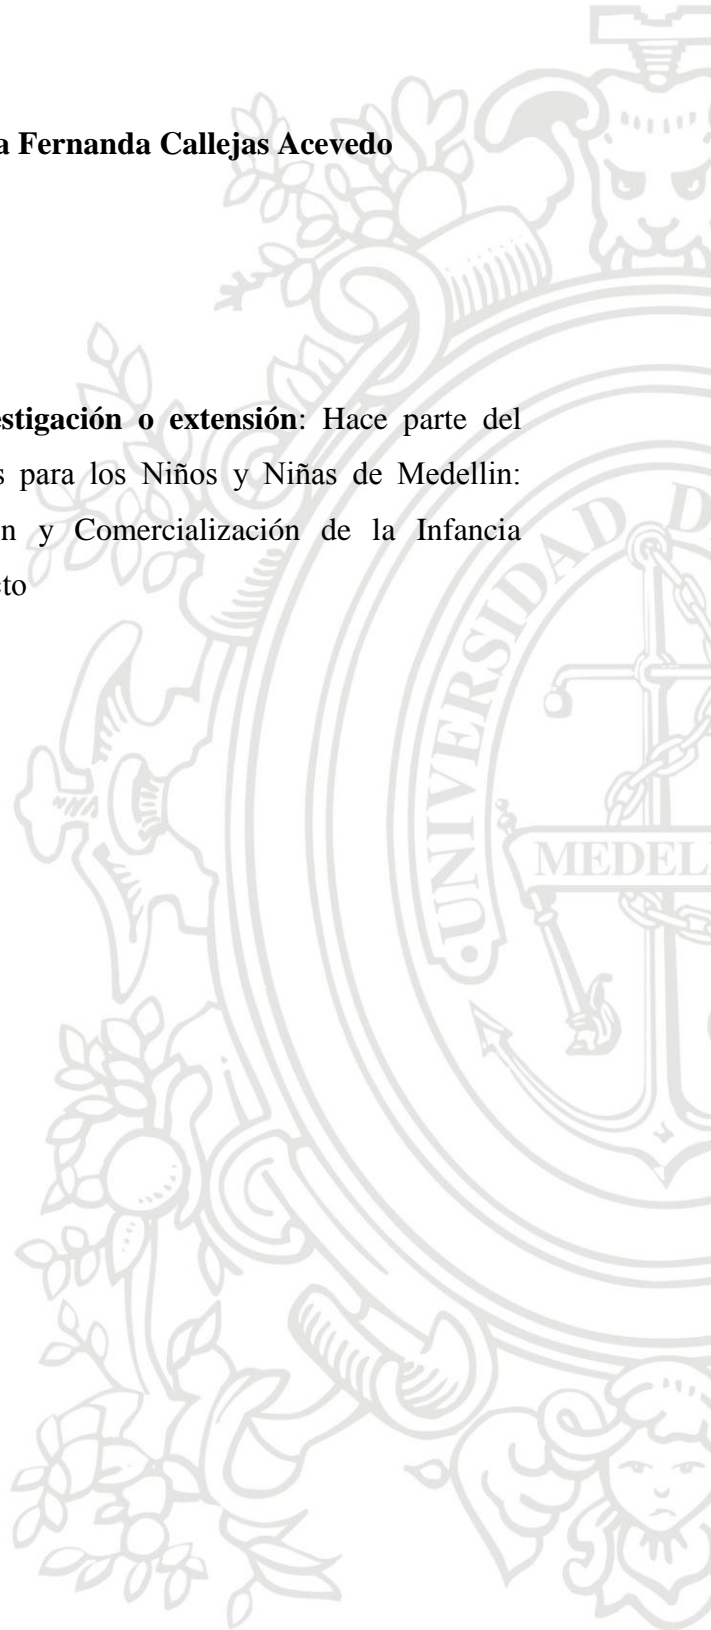 a Fernanda Callejas Acevedo
estigación o extensión: Hace parte del
s para los Niños y Niñas de Medellin:
n y Comercialización de la Infancia
cto
UNIVERSIDAD D
MEDEL